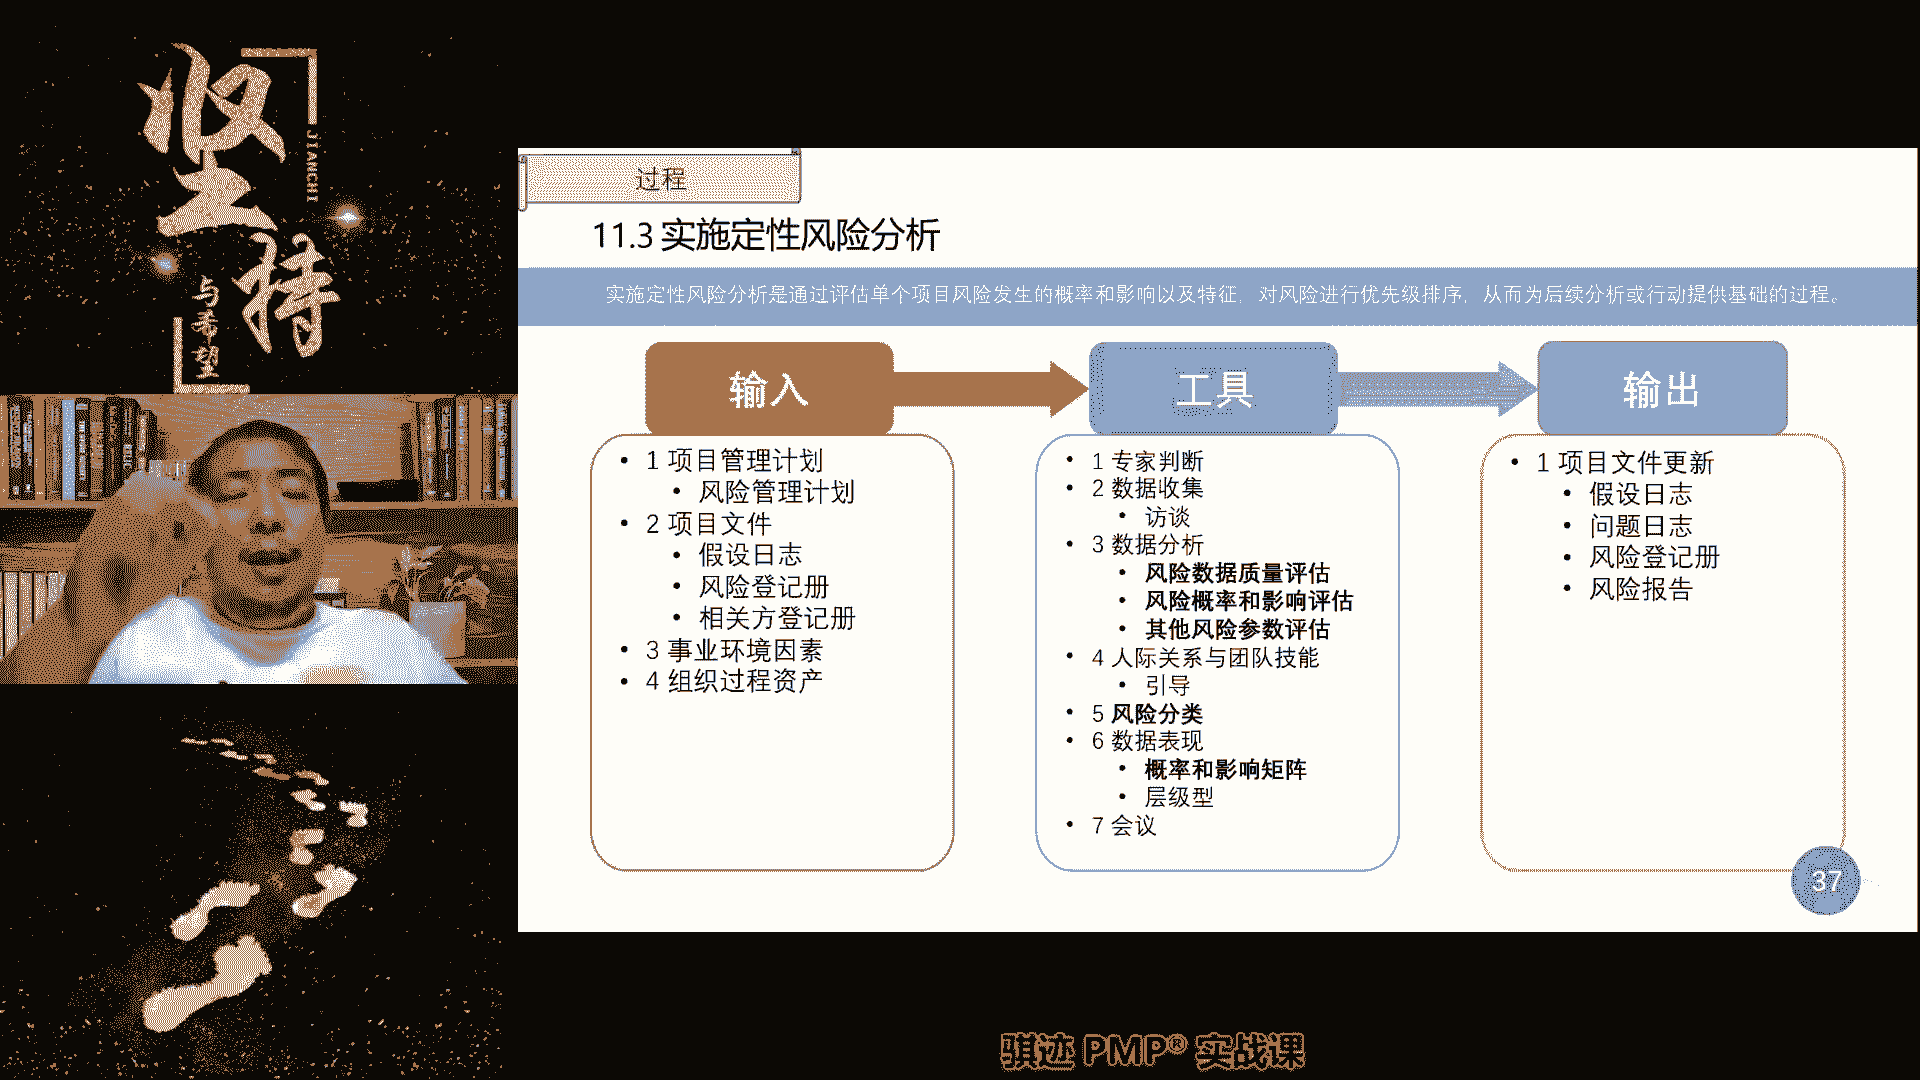 坚持
JIANCHI
与希望
过程
11.3 实施定性风险分析
实施定性风险分析是通过评估单个项目风险发生的概率和影响以及特征，对风险进行优先级排序，从而为后续分析或行动提供基础的过程。
输入
• 1 项目管理计划
• 风险管理计划
• 2 项目文件
• 假设日志
• 风险登记册
• 相关方登记册
• 3 事业环境因素
• 4 组织过程资产
工具
• 1 专家判断
• 2 数据收集
• 访谈
• 3 数据分析
• 风险数据质量评估
• 风险概率和影响评估
• 其他风险参数评估
• 4 人际关系与团队技能
• 引导
• 5 风险分类
• 6 数据表现
• 概率和影响矩阵
• 层级型
• 7 会议
输出
• 1 项目文件更新
• 假设日志
• 问题日志
• 风险登记册
• 风险报告
37
骐迹 PMP® 实战课